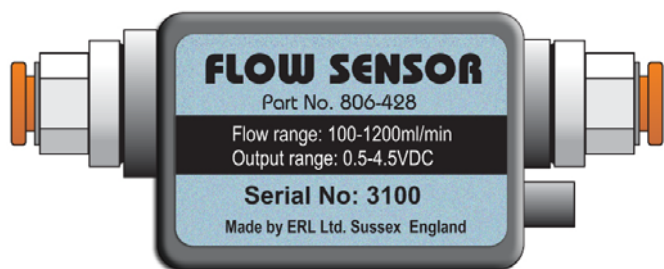 FLOW SENSOR
Part No. 806-428
Flow range: 100-1200ml/min
Output range: 0.5-4.5VDC
Serial No: 3100
Made by ERL Ltd. Sussex England